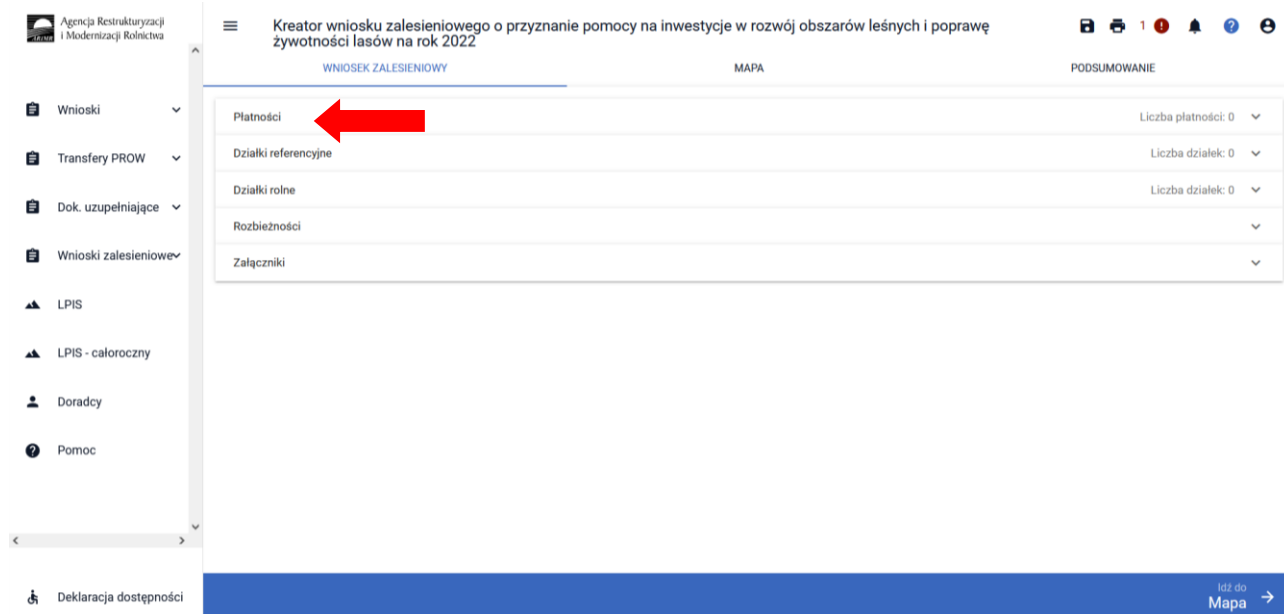 Agencja Restrukturyzacji
i Modernizacji Rolnictwa
ARiMR
Kreator wniosku zalesieniowego o przyznanie pomocy na inwestycje w rozwój obszarów leśnych i poprawę
żywotności lasów na rok 2022
1
WNIOSEK ZALESIENIOWY
MAPA
PODSUMOWANIE
Wnioski
Transfery PROW
Dok. uzupełniające
Wnioski zalesieniowe
LPIS
LPIS - całoroczny
Doradcy
Pomoc
Deklaracja dostępności
Płatności
Liczba płatności: 0
Działki referencyjne
Liczba działek: 0
Działki rolne
Liczba działek: 0
Rozbieżności
Załączniki
Idź do
Mapa